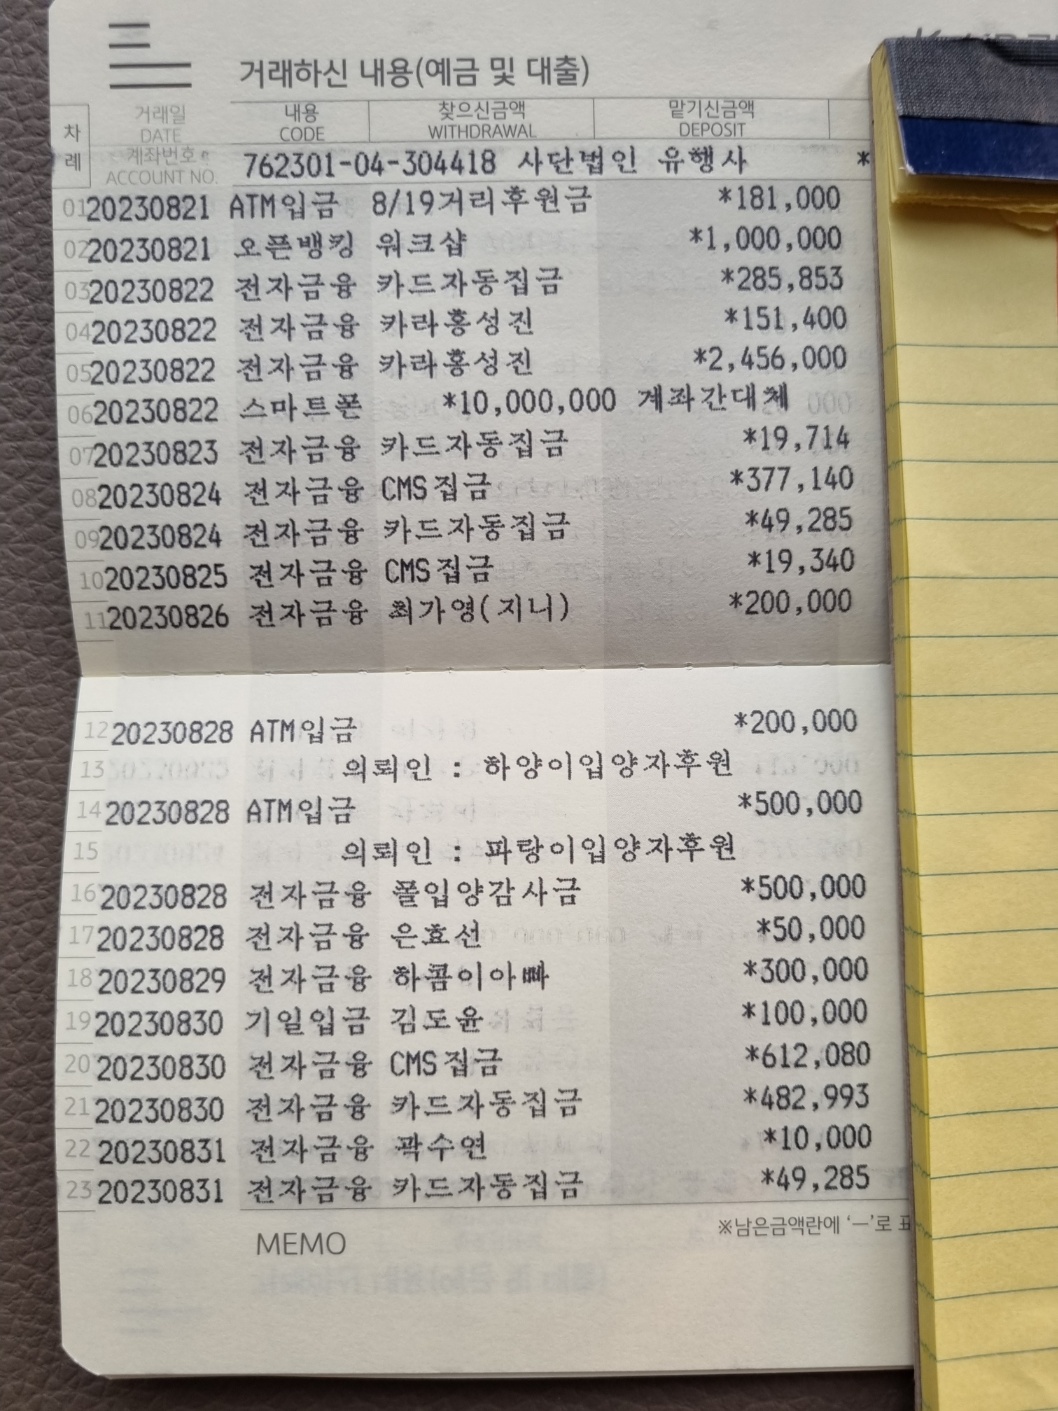 거래하신 내용(예금 및 대출)
차례 거래일 DATE 내용 CODE 찾으신금액 WITHDRAWAL 맡기신금액 DEPOSIT
계좌번호 ACCOUNT NO. 762301-04-304418 사단법인 유행사 *
01 20230821 ATM입금 8/19거리후원금 *181,000
02 20230821 오픈뱅킹 워크샵 *1,000,000
03 20230822 전자금융 카드자동집금 *285,853
04 20230822 전자금융 카라홍성진 *151,400
05 20230822 전자금융 카라홍성진 *2,456,000
06 20230822 스마트폰 *10,000,000 계좌간대체
07 20230823 전자금융 카드자동집금 *19,714
08 20230824 전자금융 CMS집금 *377,140
09 20230824 전자금융 카드자동집금 *49,285
10 20230825 전자금융 CMS집금 *19,340
11 20230826 전자금융 최가영(지니) *200,000
12 20230828 ATM입금 *200,000
13 의뢰인 : 하양이입양자후원
14 20230828 ATM입금 *500,000
15 의뢰인 : 파랑이입양자후원
16 20230828 전자금융 폴입양감사금 *500,000
17 20230828 전자금융 은효선 *50,000
18 20230829 전자금융 하콤이아빠 *300,000
19 20230830 기일입금 김도윤 *100,000
20 20230830 전자금융 CMS집금 *612,080
21 20230830 전자금융 카드자동집금 *482,993
22 20230831 전자금융 곽수연 *10,000
23 20230831 전자금융 카드자동집금 *49,285
※남은금액란에 '—'로 표
MEMO